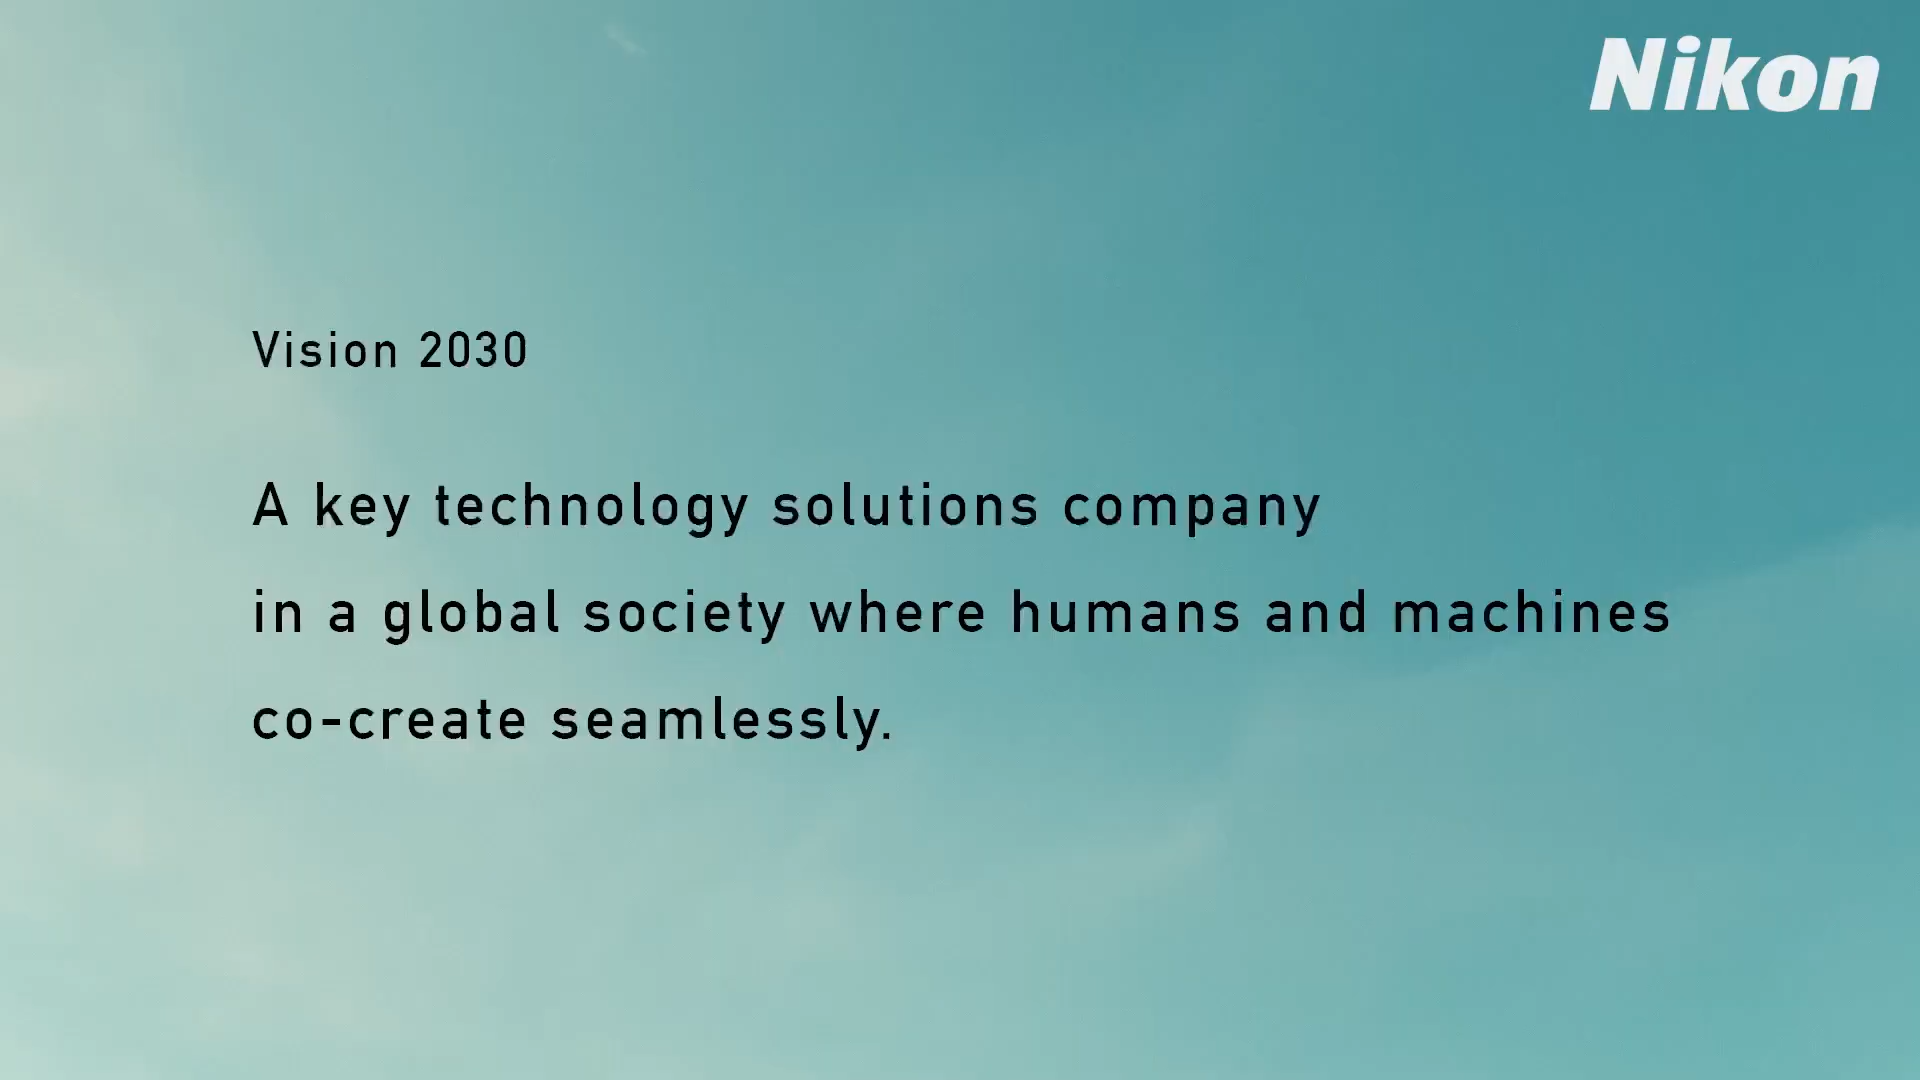 Nikon
Vision 2030
A key technology solutions company
in a global society where humans and machines
co-create seamlessly.